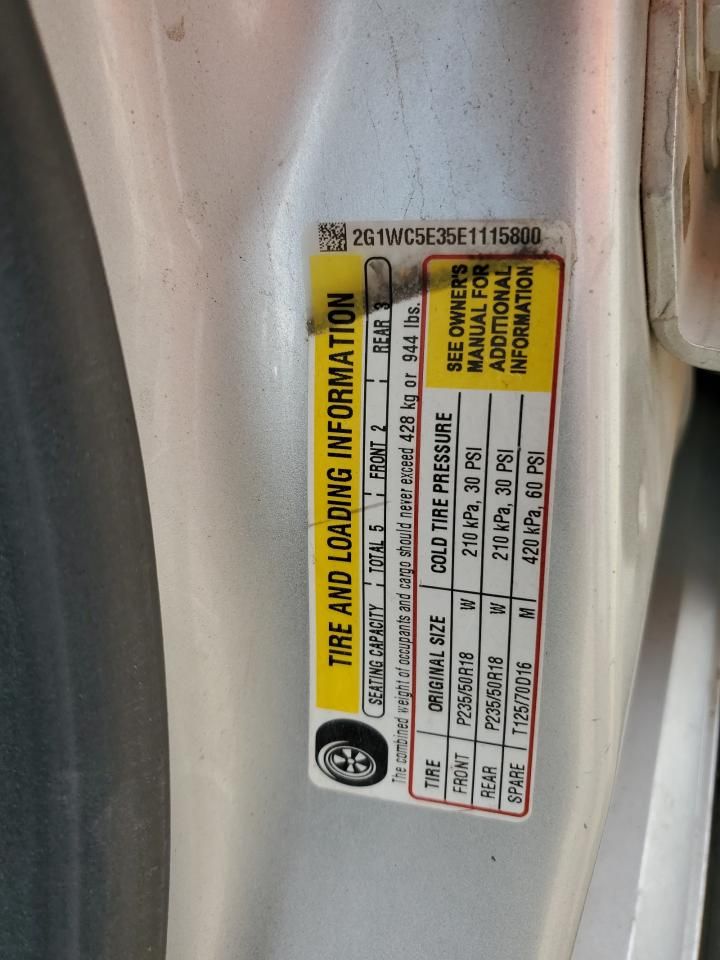 2G1WC5E35E1115800
TIRE AND LOADING INFORMATION
SEATING CAPACITY TOTAL 5 FRONT 2 REAR 3
The combined weight of occupants and cargo should never exceed 428 kg or 944 lbs.
TIRE ORIGINAL SIZE COLD TIRE PRESSURE
FRONT P235/50R18 W 210 kPa, 30 PSI
REAR P235/50R18 W 210 kPa, 30 PSI
SPARE T125/70D16 M 420 kPa, 60 PSI
SEE OWNER'S
MANUAL FOR
ADDITIONAL
INFORMATION